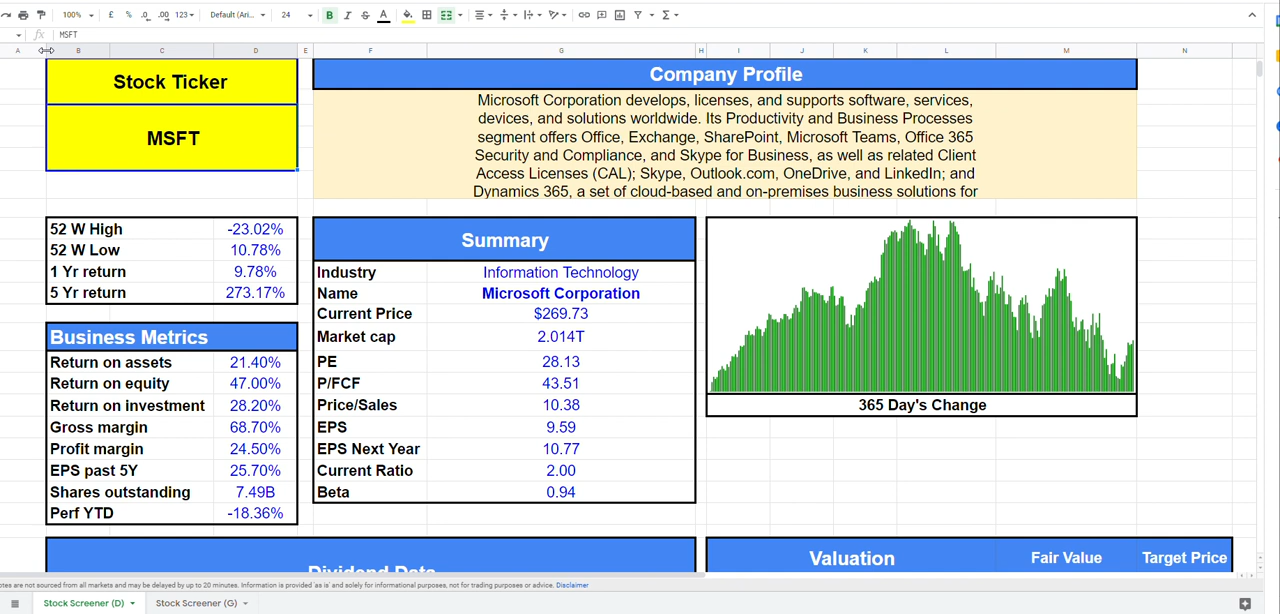 100% £ % .0 .00 123 Default (Ari... 24 B I S A
fx MSFT
A B C D E F G H I J K L M N
Stock Ticker
MSFT
Company Profile
Microsoft Corporation develops, licenses, and supports software, services,
devices, and solutions worldwide. Its Productivity and Business Processes
segment offers Office, Exchange, SharePoint, Microsoft Teams, Office 365
Security and Compliance, and Skype for Business, as well as related Client
Access Licenses (CAL); Skype, Outlook.com, OneDrive, and LinkedIn; and
Dynamics 365, a set of cloud-based and on-premises business solutions for
52 W High -23.02%
52 W Low 10.78%
1 Yr return 9.78%
5 Yr return 273.17%
Business Metrics
Return on assets 21.40%
Return on equity 47.00%
Return on investment 28.20%
Gross margin 68.70%
Profit margin 24.50%
EPS past 5Y 25.70%
Shares outstanding 7.49B
Perf YTD -18.36%
Summary
Industry Information Technology
Name Microsoft Corporation
Current Price $269.73
Market cap 2.014T
PE 28.13
P/FCF 43.51
Price/Sales 10.38
EPS 9.59
EPS Next Year 10.77
Current Ratio 2.00
Beta 0.94
365 Day's Change
Dividend Data
Valuation Fair Value Target Price
are not sourced from all markets and may be delayed by up to 20 minutes. Information is provided 'as is' and solely for informational purposes, not for trading purposes or advice. Disclaimer
Stock Screener (D) Stock Screener (G)